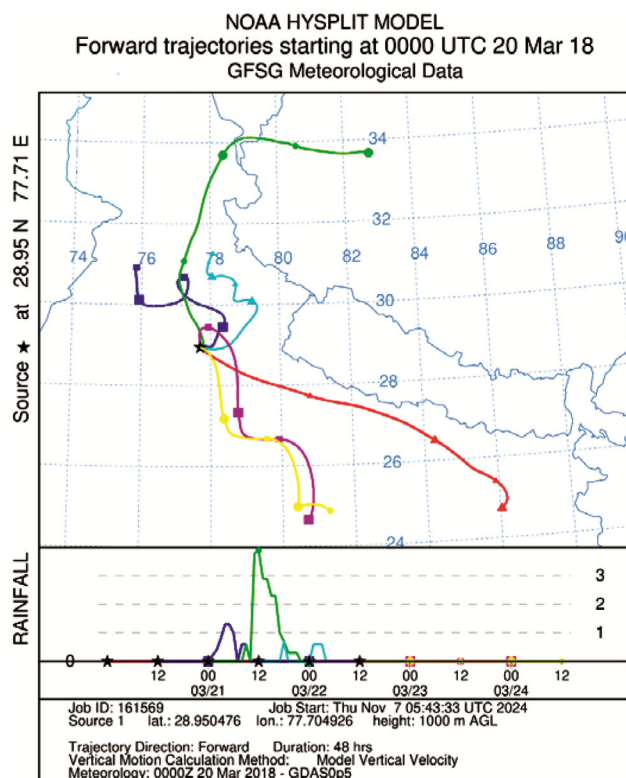 NOAA HYSPLIT MODEL
Forward trajectories starting at 0000 UTC 20 Mar 18
GFSG Meteorological Data
Source ★ at 28.95 N 77.71 E
34
32
74 76 78 80 82 84 86 88 90
30
28
26
24
RAINFALL
3
2
1
0
12 00 12 00 12 00 12 00 12
03/21 03/22 03/23 03/24
Job ID: 161569 Job Start: Thu Nov 7 05:43:33 UTC 2024
Source 1 lat.: 28.950476 lon.: 77.704926 height: 1000 m AGL
Trajectory Direction: Forward Duration: 48 hrs
Vertical Motion Calculation Method: Model Vertical Velocity
Meteorology: 0000Z 20 Mar 2018 - GDAS0p5